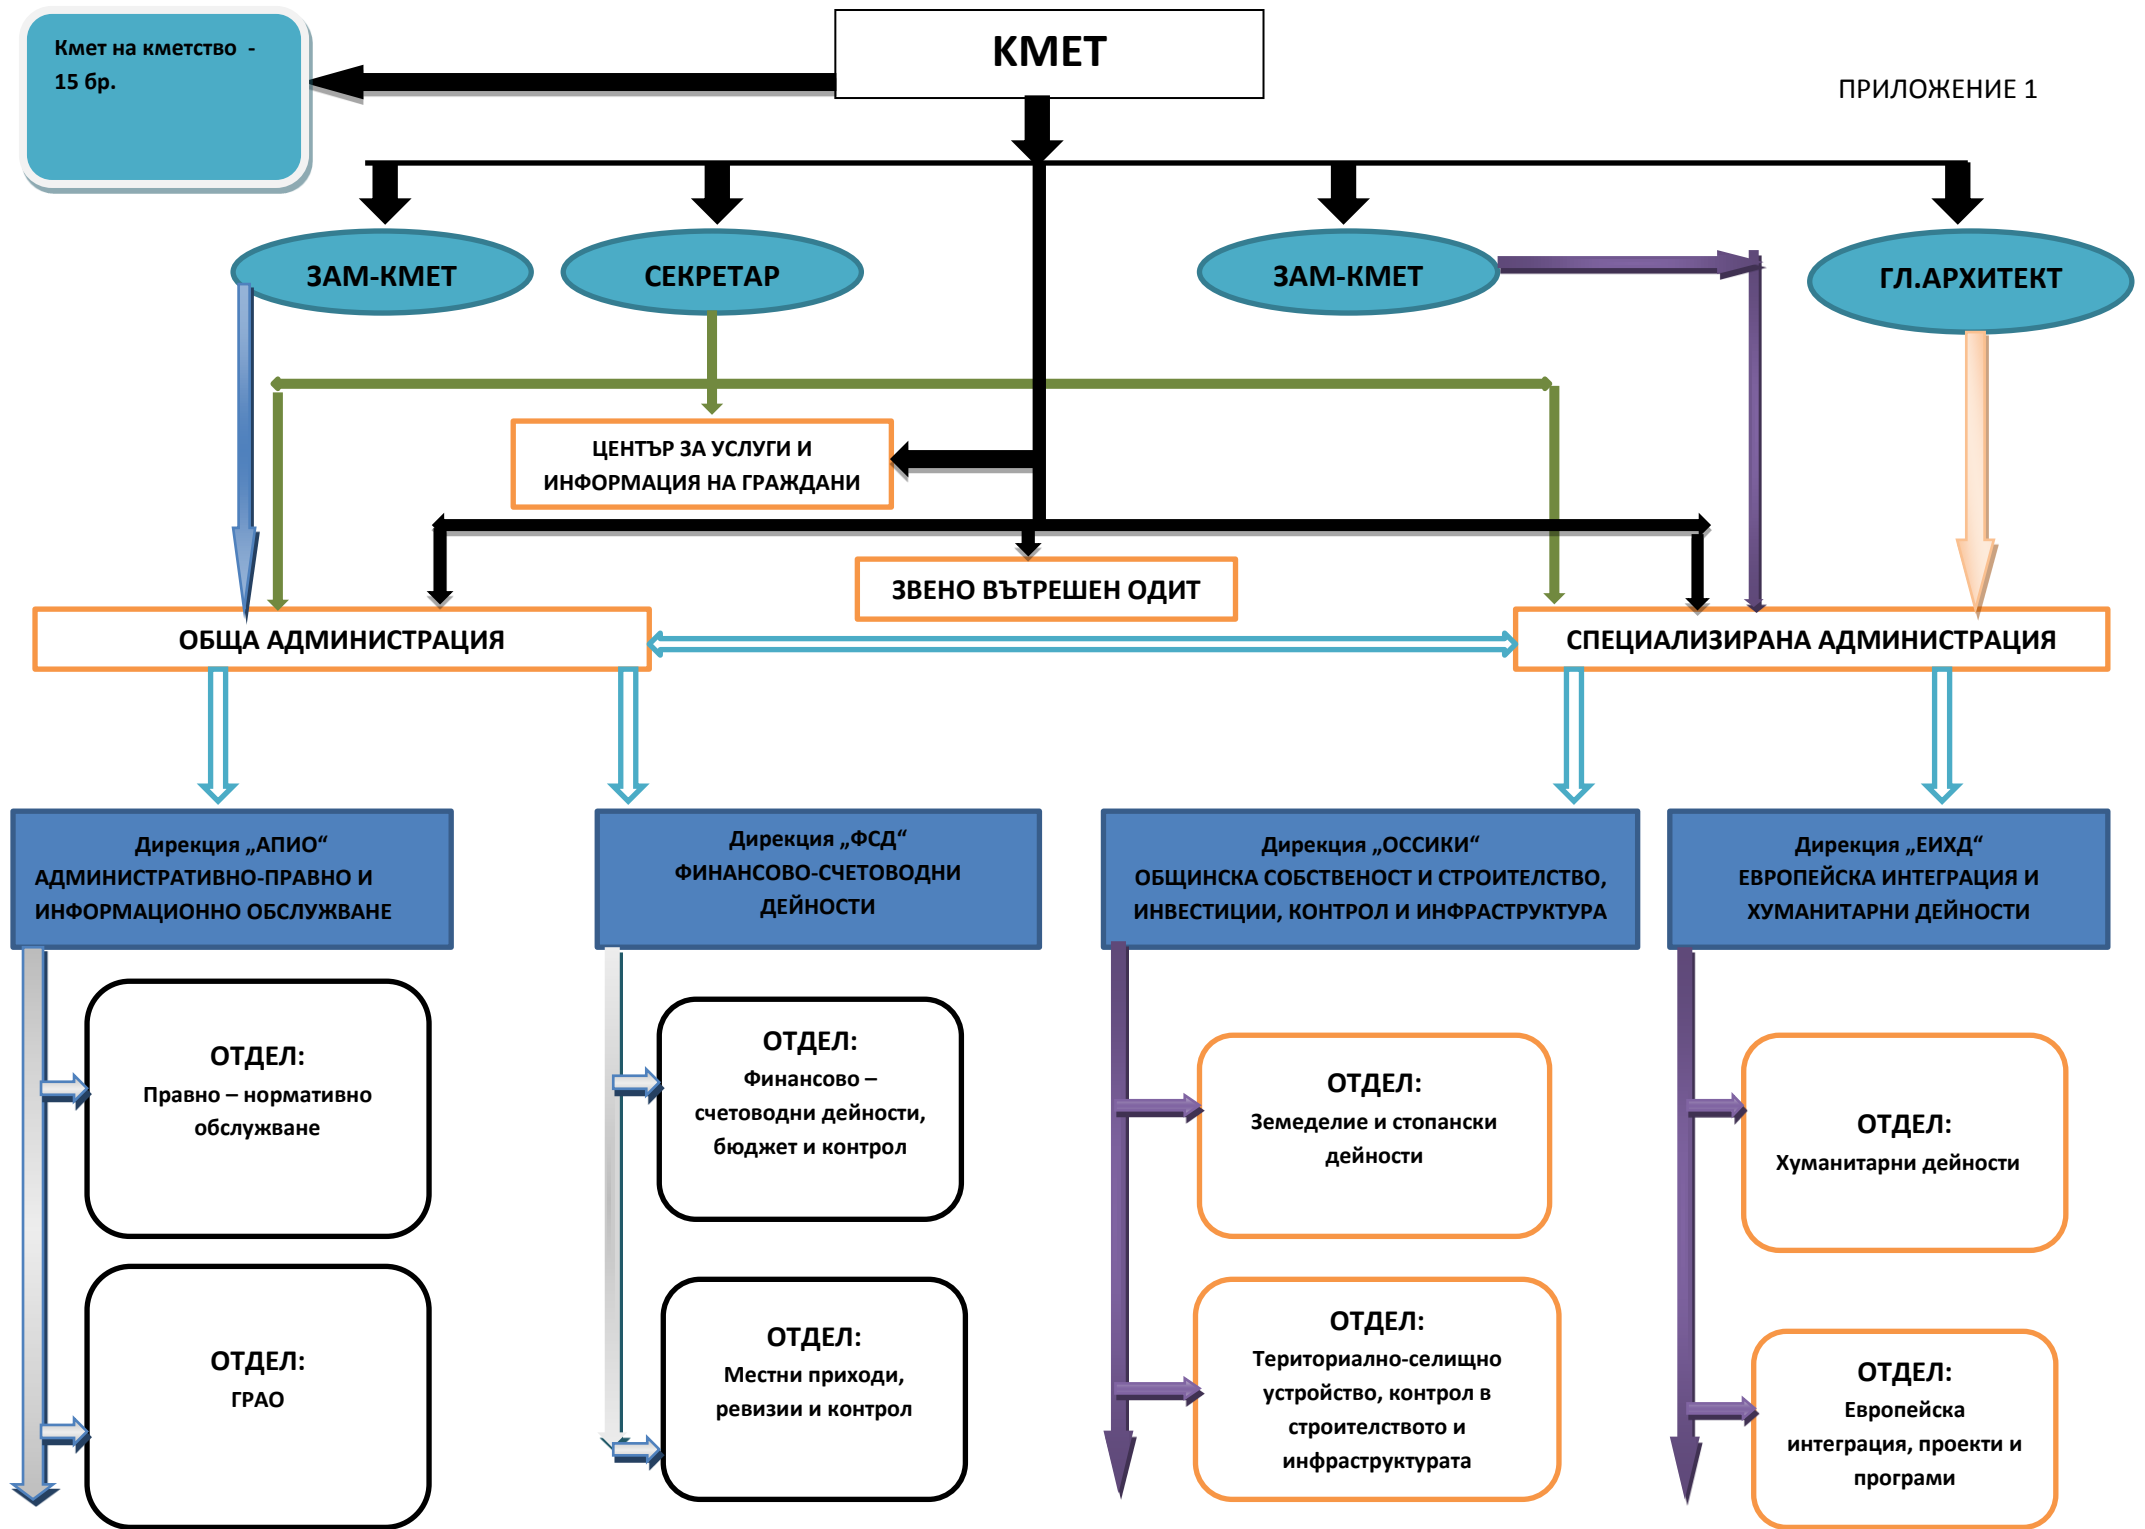 Кмет на кметство -
15 бр.
КМЕТ
ПРИЛОЖЕНИЕ 1
ЗАМ-КМЕТ
СЕКРЕТАР
ЗАМ-КМЕТ
ГЛ.АРХИТЕКТ
ЦЕНТЪР ЗА УСЛУГИ И
ИНФОРМАЦИЯ НА ГРАЖДАНИ
ЗВЕНО ВЪТРЕШЕН ОДИТ
ОБЩА АДМИНИСТРАЦИЯ
СПЕЦИАЛИЗИРАНА АДМИНИСТРАЦИЯ
Дирекция „АПИО“
АДМИНИСТРАТИВНО-ПРАВНО И
ИНФОРМАЦИОННО ОБСЛУЖВАНЕ
Дирекция „ФСД“
ФИНАНСОВО-СЧЕТОВОДНИ
ДЕЙНОСТИ
Дирекция „ОССИКИ“
ОБЩИНСКА СОБСТВЕНОСТ И СТРОИТЕЛСТВО,
ИНВЕСТИЦИИ, КОНТРОЛ И ИНФРАСТРУКТУРА
Дирекция „ЕИХД“
ЕВРОПЕЙСКА ИНТЕГРАЦИЯ И
ХУМАНИТАРНИ ДЕЙНОСТИ
ОТДЕЛ:
Правно – нормативно
обслужване
ОТДЕЛ:
Финансово –
счетоводни дейности,
бюджет и контрол
ОТДЕЛ:
Земеделие и стопански
дейности
ОТДЕЛ:
Хуманитарни дейности
ОТДЕЛ:
ГРАО
ОТДЕЛ:
Местни приходи,
ревизии и контрол
ОТДЕЛ:
Териториално-селищно
устройство, контрол в
строителството и
инфраструктурата
ОТДЕЛ:
Европейска
интеграция, проекти и
програми